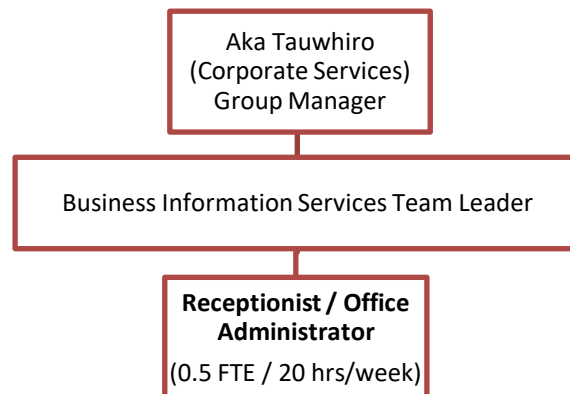 Aka Tauwhiro
(Corporate Services)
Group Manager
Business Information Services Team Leader
Receptionist / Office
Administrator
(0.5 FTE / 20 hrs/week)